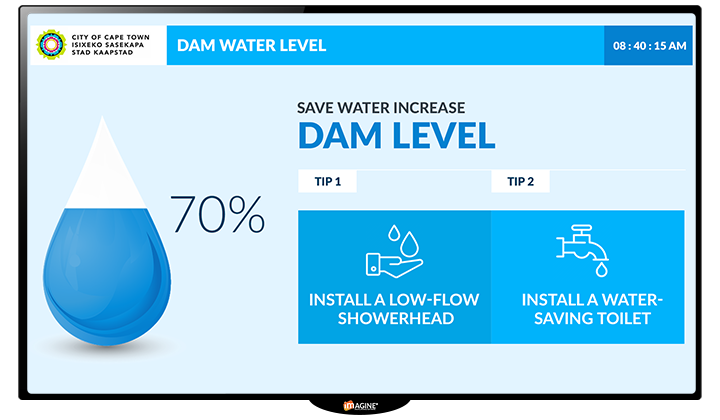 CITY OF CAPE TOWN
ISIXEKO SASEKAPA
STAD KAAPSTAD
DAM WATER LEVEL
08 : 40 : 15 AM
SAVE WATER INCREASE
DAM LEVEL
70%
TIP 1
TIP 2
INSTALL A LOW-FLOW
SHOWERHEAD
INSTALL A WATER-
SAVING TOILET
iMAGINE